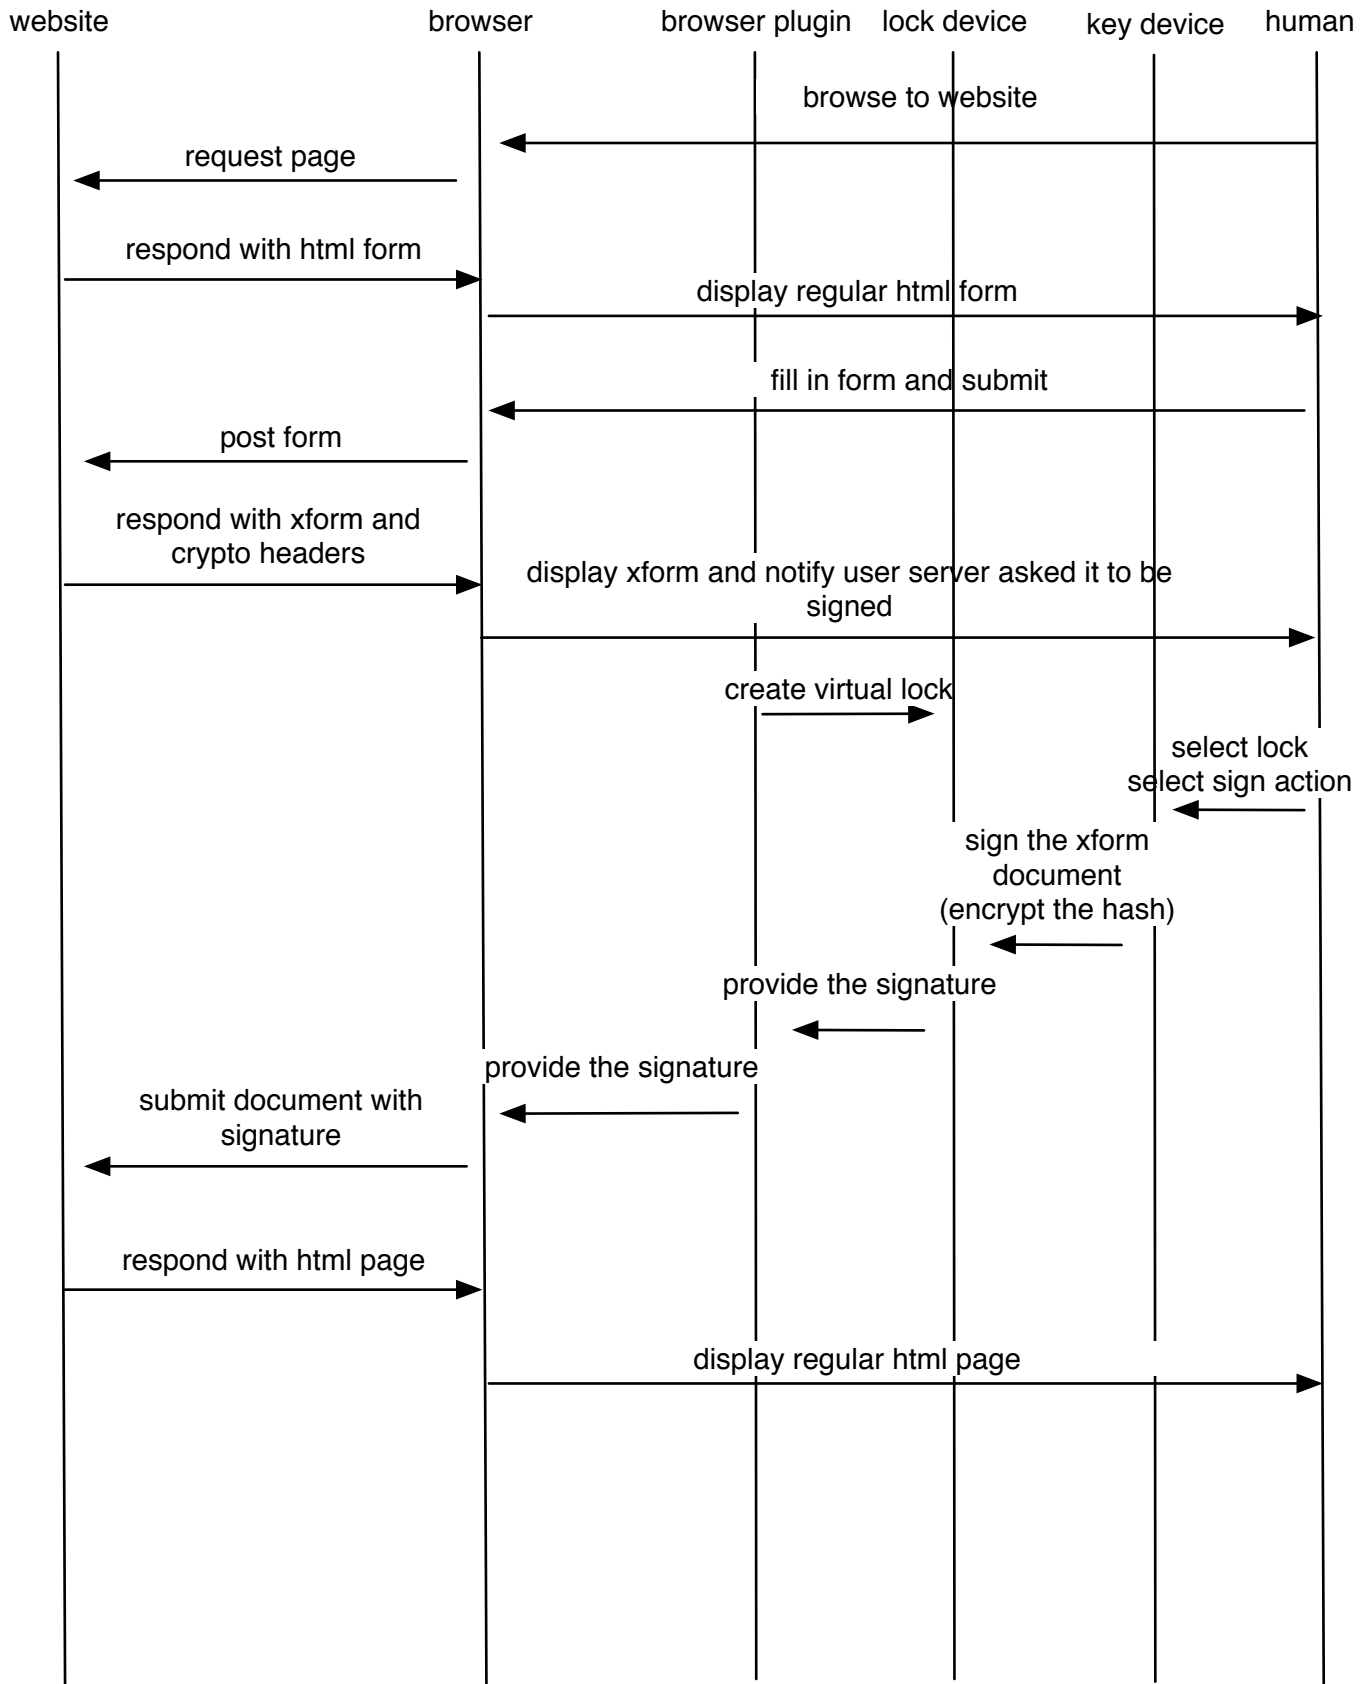 website
browser
browser plugin
lock device
key device
human
browse to website
request page
respond with html form
display regular html form
fill in form and submit
post form
respond with xform and
crypto headers
display xform and notify user server asked it to be
signed
create virtual lock
select lock
select sign action
sign the xform
document
(encrypt the hash)
provide the signature
provide the signature
submit document with
signature
respond with html page
display regular html page